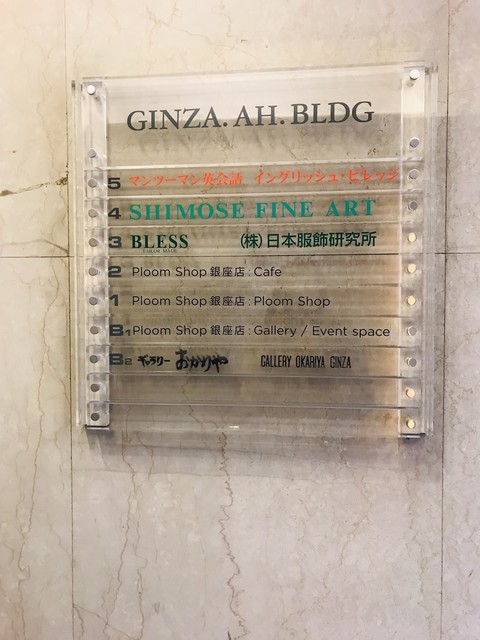 GINZA. AH. BLDG
5 マンツーマン英会話 イングリッシュ・ビレッジ
4 SHIMOSE FINE ART
3 BLESS (株)日本服飾研究所
2 Ploom Shop 銀座店 : Cafe
1 Ploom Shop 銀座店 : Ploom Shop
B1 Ploom Shop 銀座店 : Gallery / Event space
B2 ギャラリー おかりや GALLERY OKARIYA GINZA